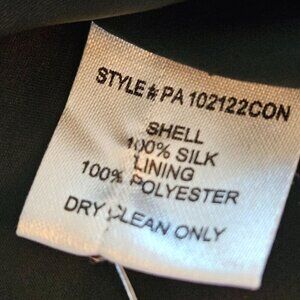 STYLE# PA 102122CON
SHELL
100% SILK
LINING
100% POLYESTER
DRY CLEAN ONLY